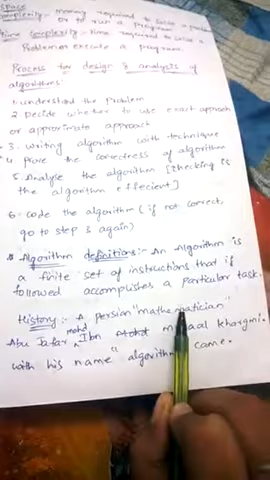 Space
Complexity:- memory required to solve a problem
or to run a program.
Time Complexity:- time required to solve a
Problem or execute a program.
Process for design & analysis of
algorithms
1. understand the problem
2 Decide whether to use exact approach
or approximate approach
3. writing algorithm with technique
4 prove the correctness of algorithm
5. Analyse the algorithm [checking is
the algorithm effecient]
6. code the algorithm (if not correct,
go to step 3 again)
Algorithm definitions:- An Algorithm is
a finite set of instructions that if
followed accomplishes a particular task.
History:- A persian "mathematician"
Abu Jafar mohd Ibn
with his name "algorithm came.